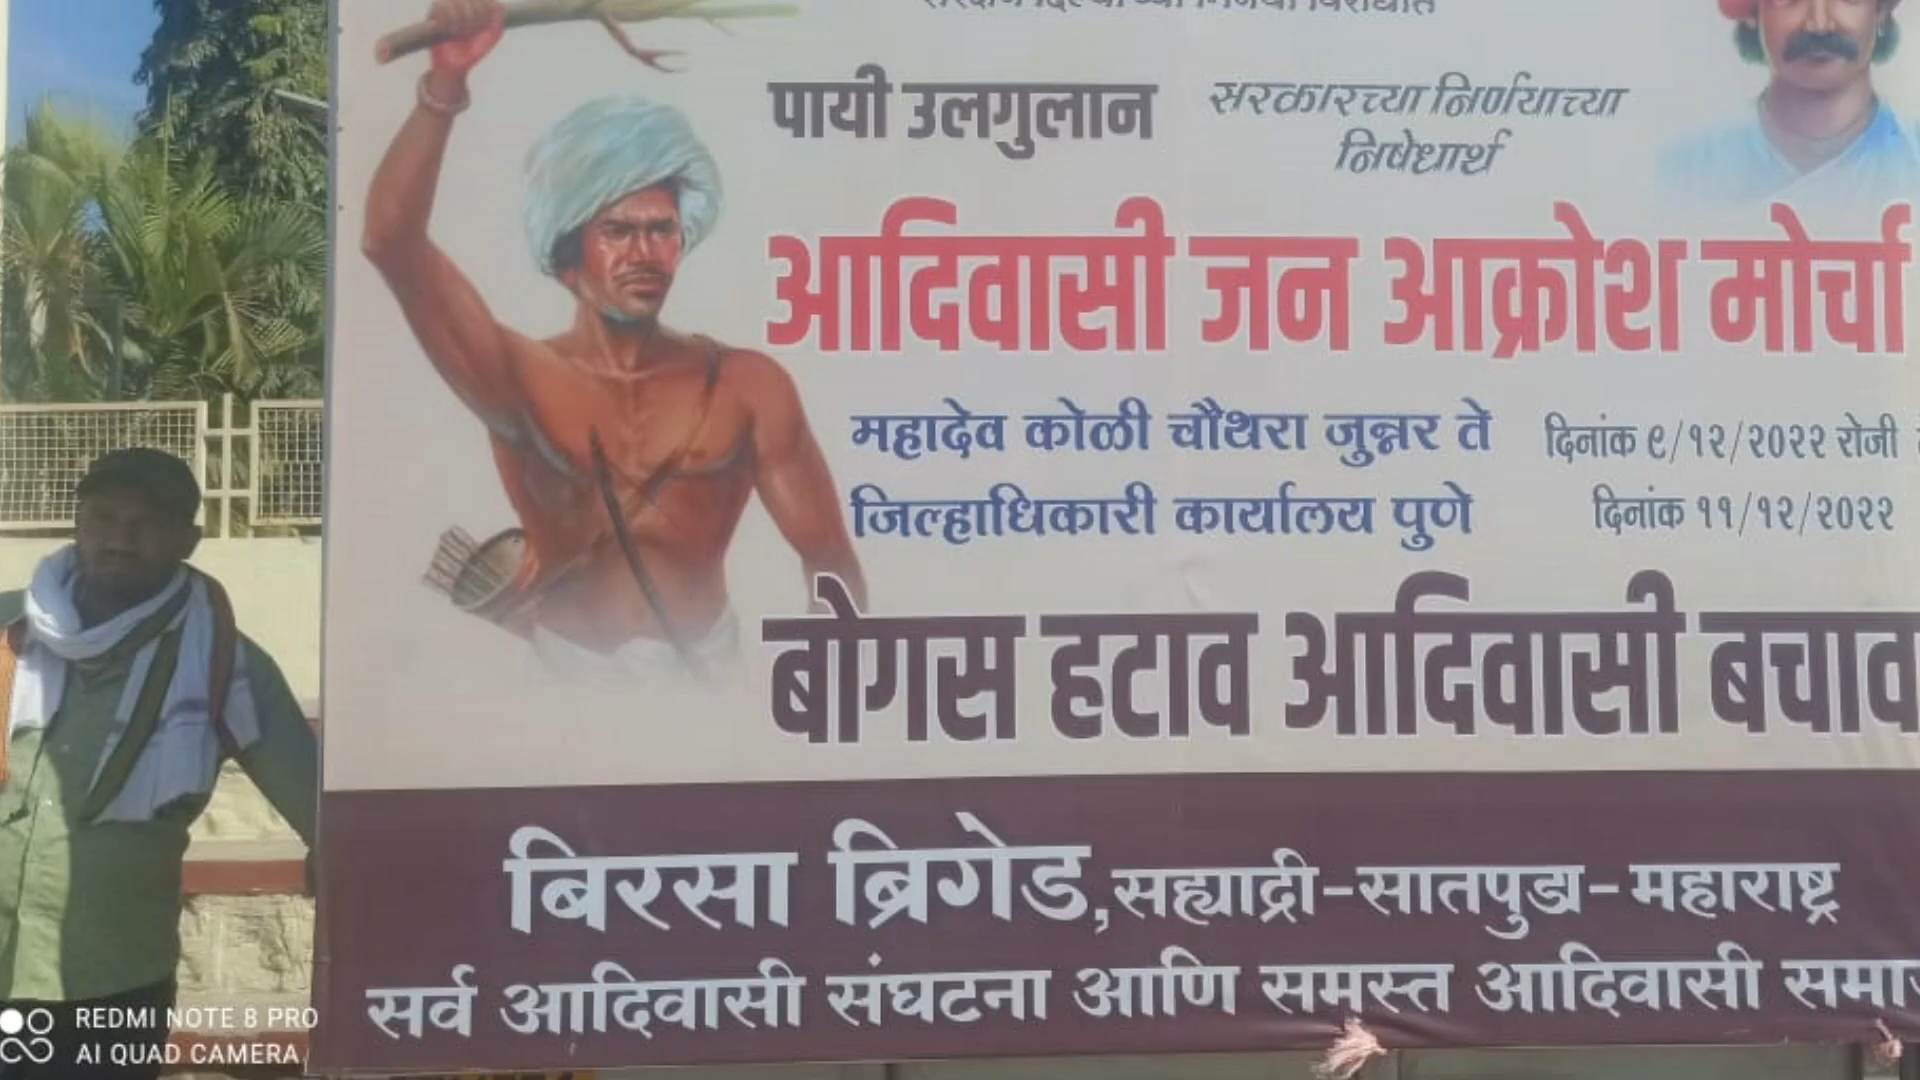 पायी उलगुलान
सरकारच्या निर्णयाच्या
निषेधार्थ
आदिवासी जन आक्रोश मोर्चा
महादेव कोळी चौथरा जुन्नर ते
जिल्हाधिकारी कार्यालय पुणे
दिनांक ९/१२/२०२२ रोजी
दिनांक ११/१२/२०२२
बोगस हटाव आदिवासी बचाव
बिरसा ब्रिगेड,सह्याद्री-सातपुडा-महाराष्ट्र
सर्व आदिवासी संघटना आणि समस्त आदिवासी
REDMI NOTE 8 PRO
AI QUAD CAMERA